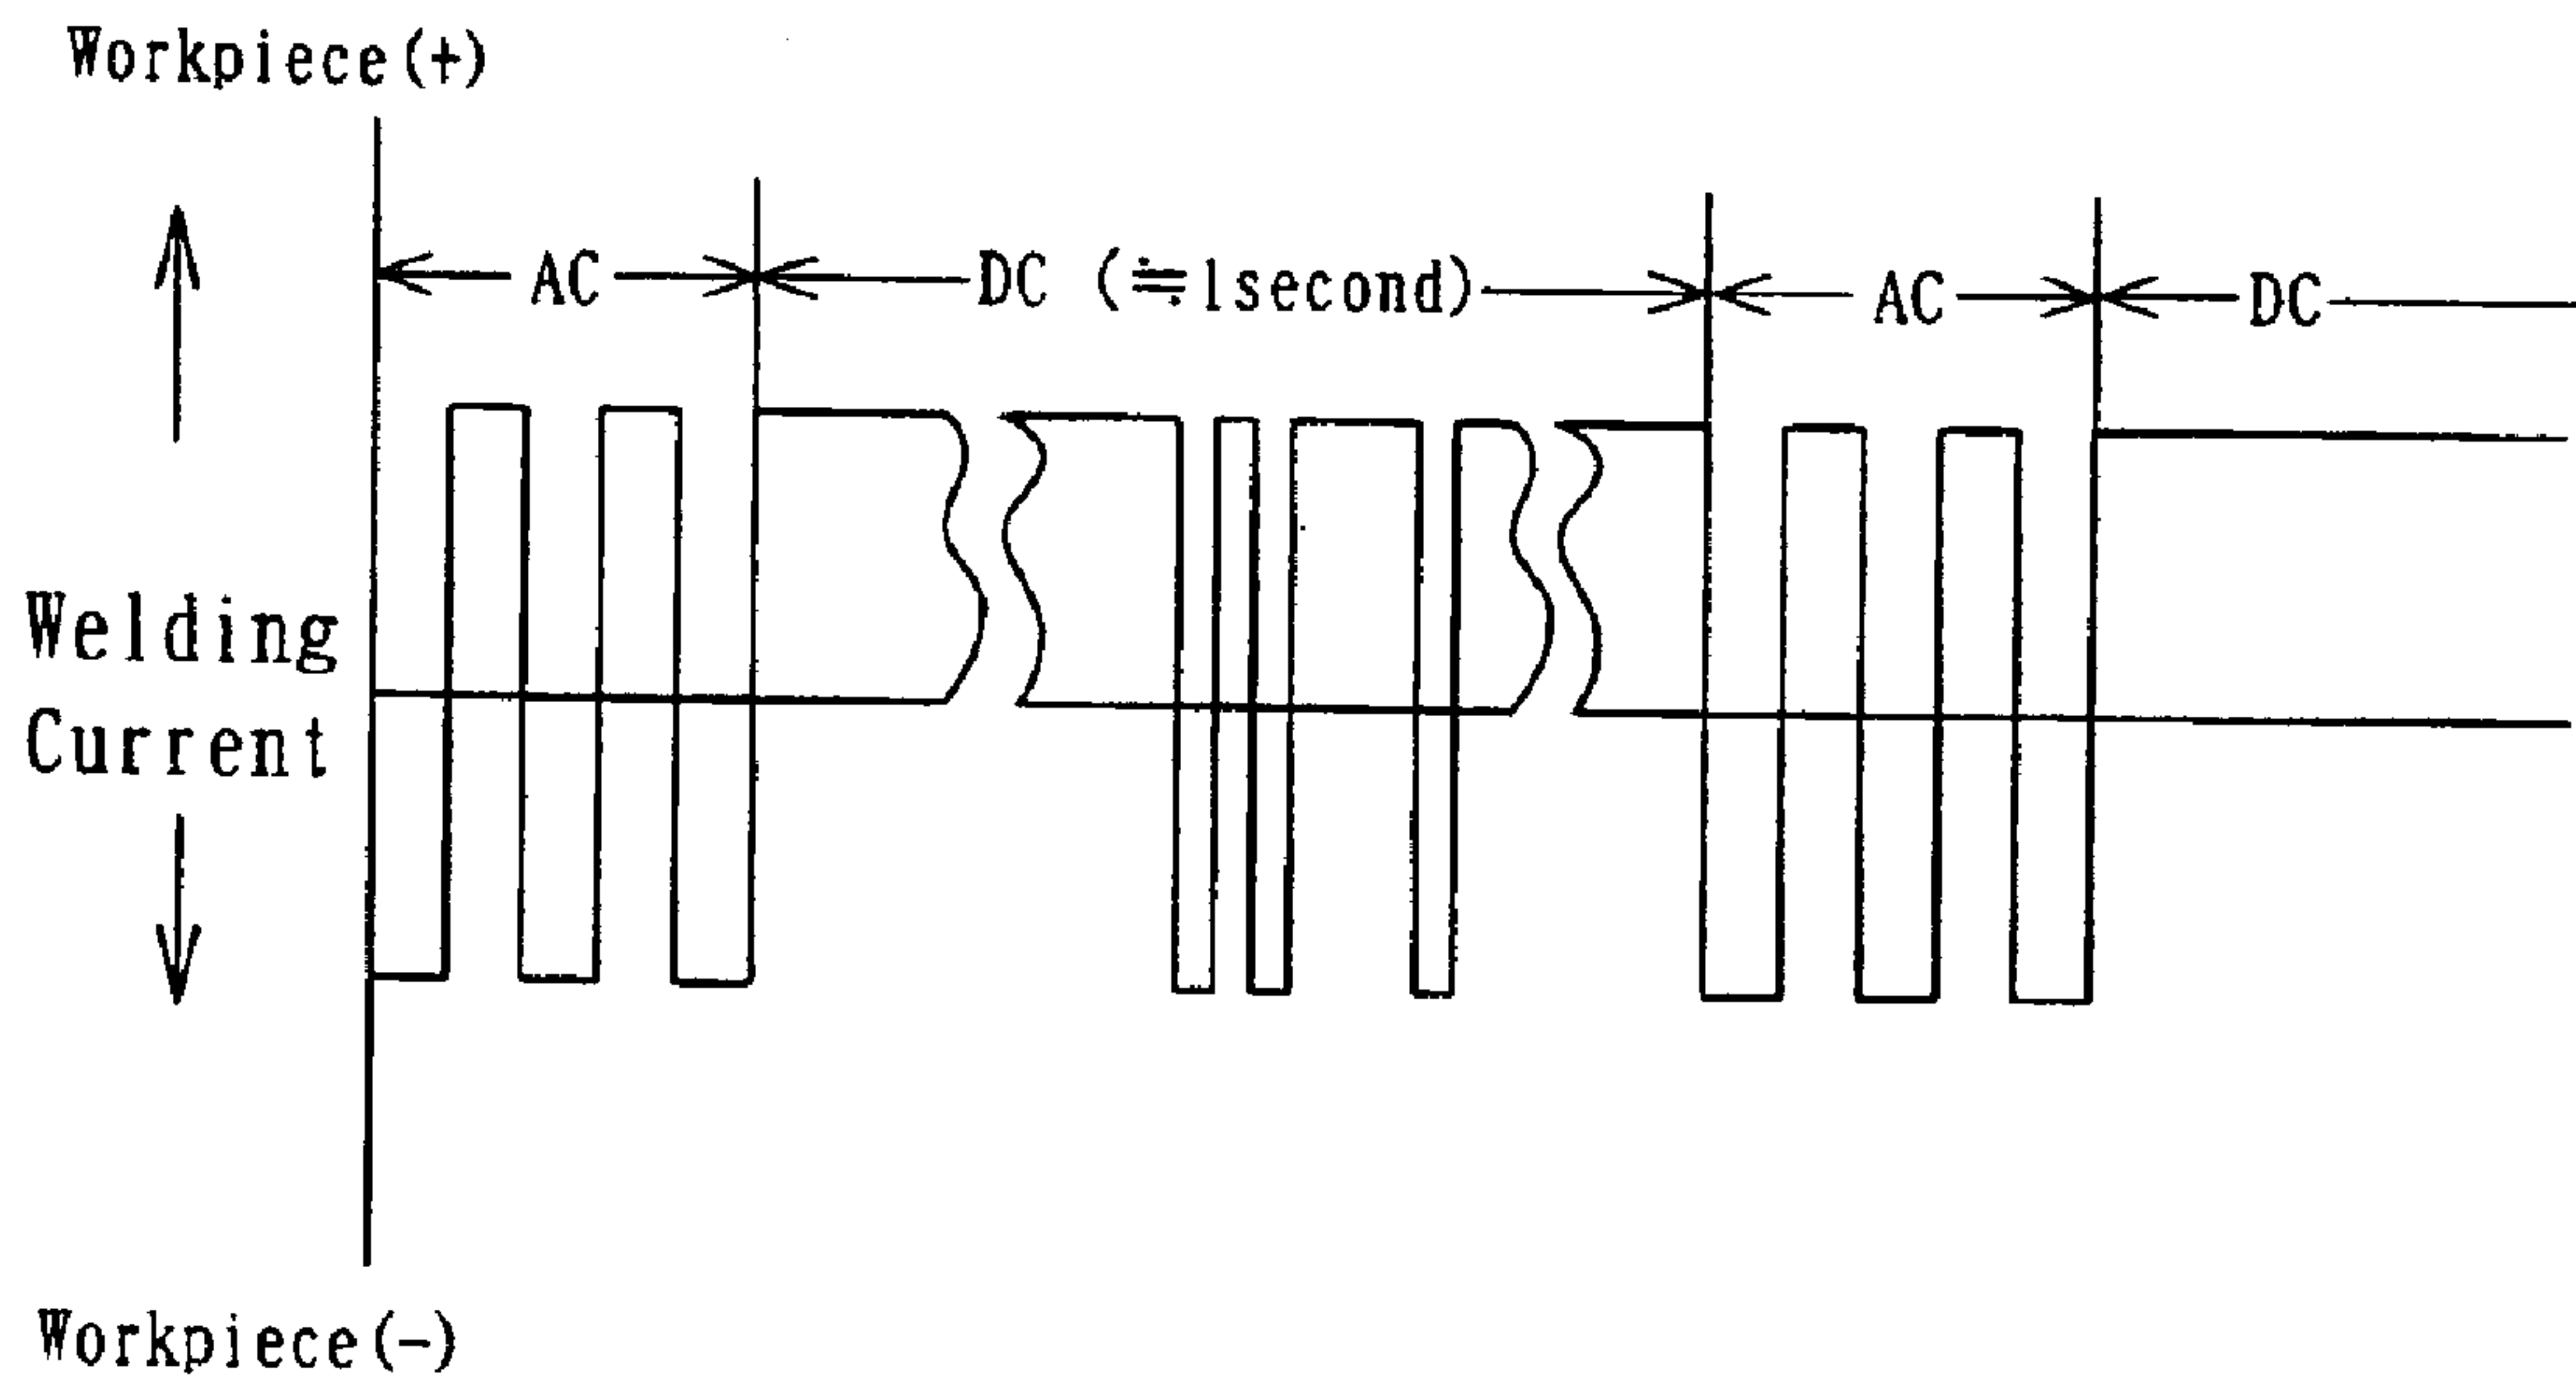 Workpiece(+)
AC
DC (≒1second)
AC
DC
Welding
Current
Workpiece(-)